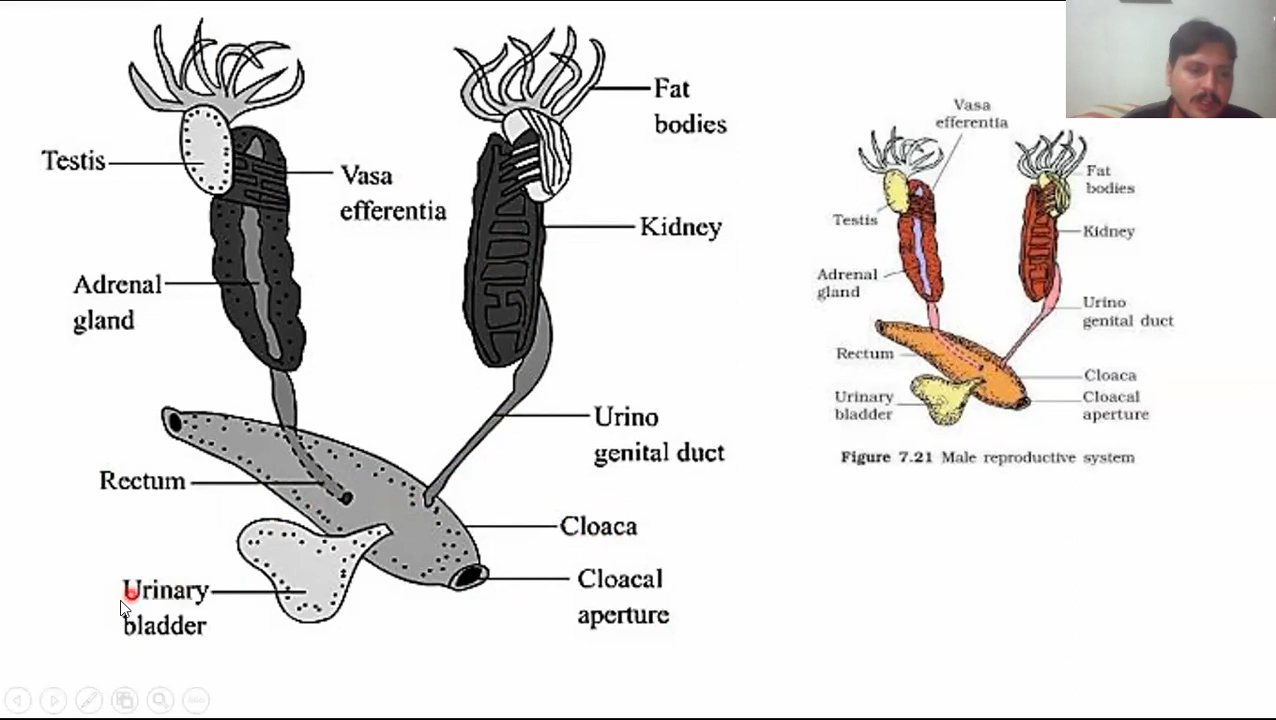 Fat
bodies
Testis
Vasa
efferentia
Kidney
Adrenal
gland
Urino
genital duct
Rectum
Cloaca
Cloacal
aperture
Urinary
bladder
Vasa
efferentia
Fat
bodies
Testis
Kidney
Adrenal
gland
Urino
genital duct
Rectum
Cloaca
Urinary
bladder
Cloacal
aperture
Figure 7.21 Male reproductive system